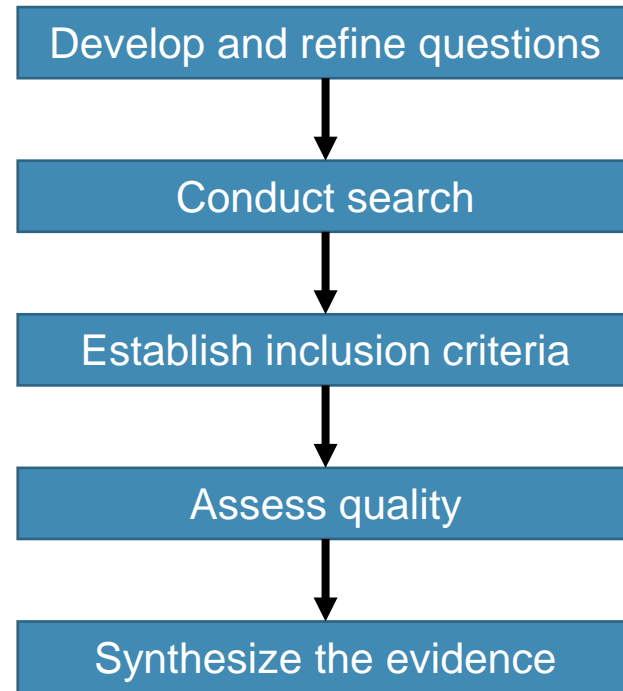 Develop and refine questions
Conduct search
Establish inclusion criteria
Assess quality
Synthesize the evidence